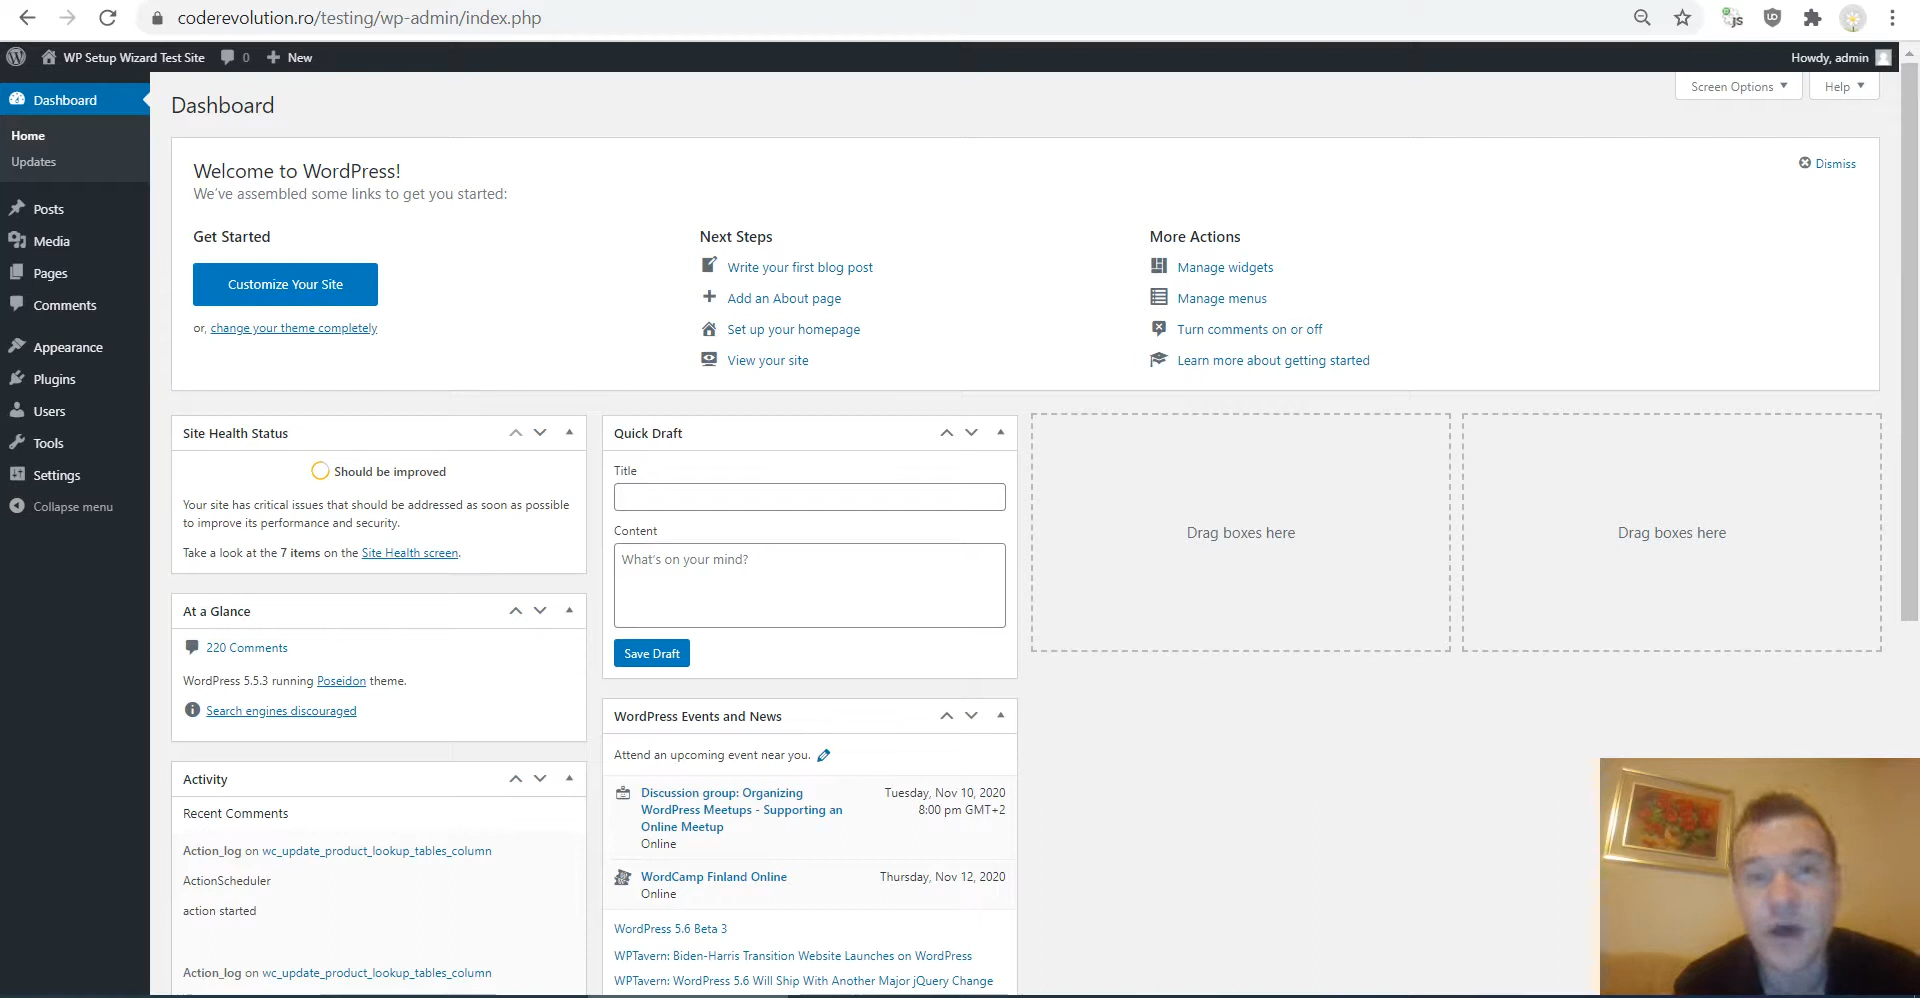 coderevolution.ro/testing/wp-admin/index.php
WP Setup Wizard Test Site
0
New
Howdy, admin
Dashboard
Home
Updates
Posts
Media
Pages
Comments
Appearance
Plugins
Users
Tools
Settings
Collapse menu
Dashboard
Screen Options
Help
Welcome to WordPress!
We've assembled some links to get you started:
Dismiss
Get Started
Customize Your Site
or, change your theme completely
Next Steps
Write your first blog post
Add an About page
Set up your homepage
View your site
More Actions
Manage widgets
Manage menus
Turn comments on or off
Learn more about getting started
Site Health Status
Should be improved
Your site has critical issues that should be addressed as soon as possible
to improve its performance and security.
Take a look at the 7 items on the Site Health screen.
At a Glance
220 Comments
WordPress 5.5.3 running Poseidon theme.
Search engines discouraged
Activity
Recent Comments
Action_log on wc_update_product_lookup_tables_column
ActionScheduler
action started
Action_log on wc_update_product_lookup_tables_column
Quick Draft
Title
Content
What's on your mind?
Save Draft
WordPress Events and News
Attend an upcoming event near you.
Discussion group: Organizing
WordPress Meetups - Supporting an
Online Meetup
Online
Tuesday, Nov 10, 2020
8:00 pm GMT+2
WordCamp Finland Online
Online
Thursday, Nov 12, 2020
WordPress 5.6 Beta 3
WPTavern: Biden-Harris Transition Website Launches on WordPress
WPTavern: WordPress 5.6 Will Ship With Another Major jQuery Change
Drag boxes here
Drag boxes here